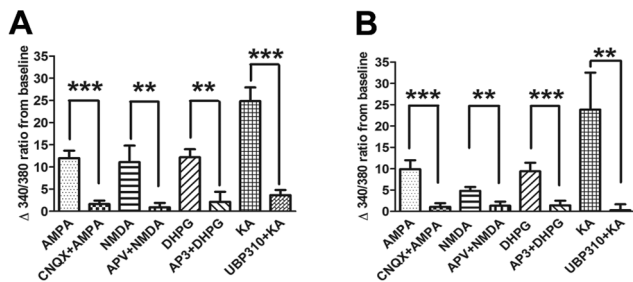 A
Δ 340/380 ratio from baseline
35
30
25
20
15
10
5
0
***
**
**
***
AMPA
CNQX+AMPA
NMDA
APV+NMDA
DHPG
AP3+DHPG
KA
UBP310+KA
B
Δ 340/380 ratio from baseline
35
30
25
20
15
10
5
0
***
**
***
**
AMPA
CNQX+AMPA
NMDA
APV+NMDA
DHPG
AP3+DHPG
KA
UBP310+KA